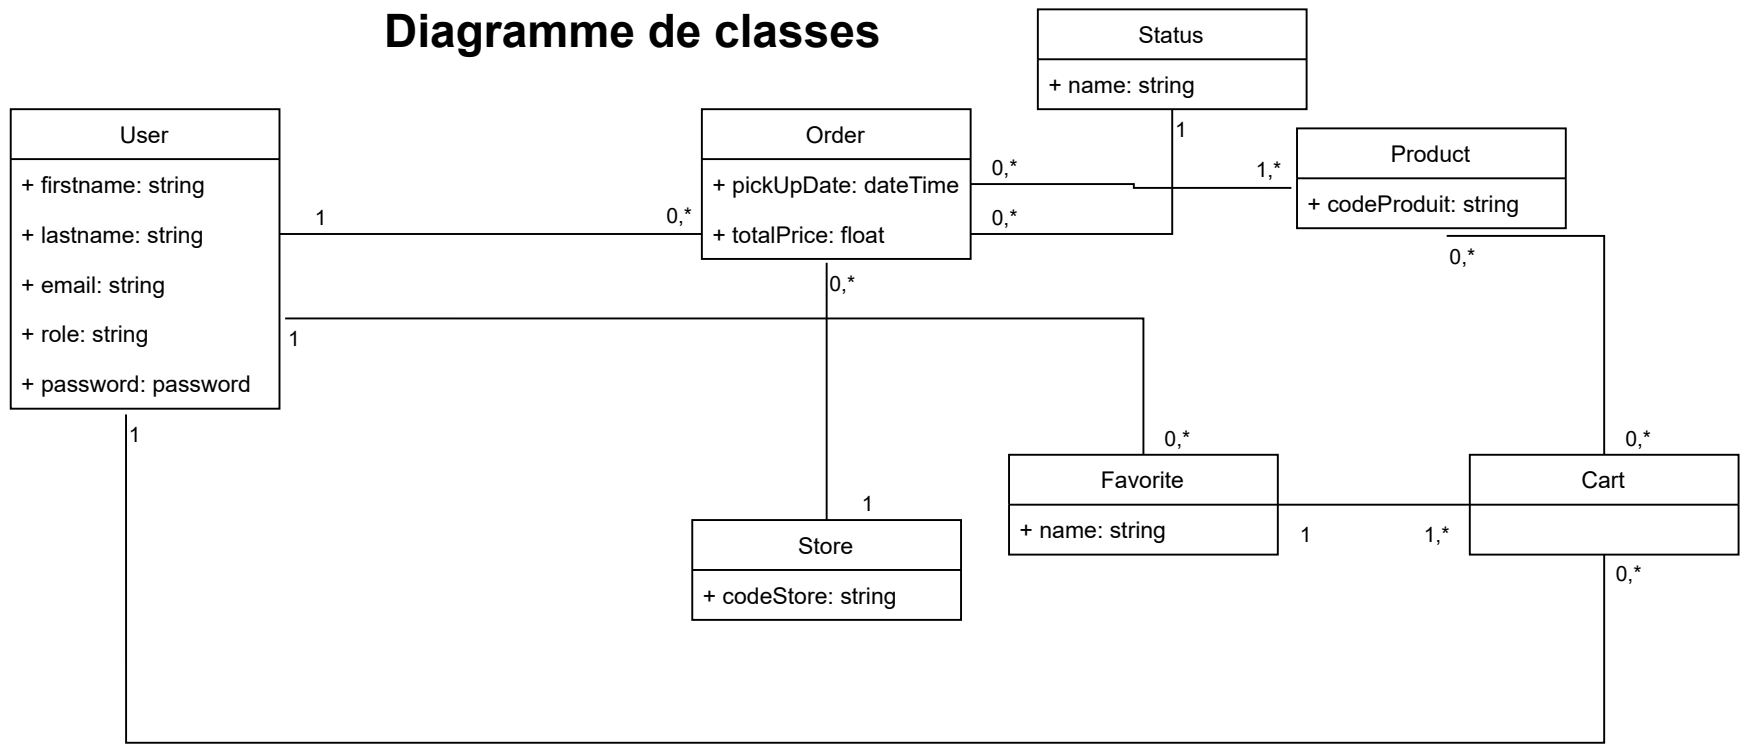 Diagramme de classes
Status
+ name: string
1
User
+ firstname: string
+ lastname: string
+ email: string
+ role: string
+ password: password
1
1
1
Order
+ pickUpDate: dateTime
+ totalPrice: float
0,*
0,*
0,*
0,*
1,*
Product
+ codeProduit: string
0,*
0,*
Favorite
+ name: string
0,*
1
1,*
Cart
0,*
1
Store
+ codeStore: string